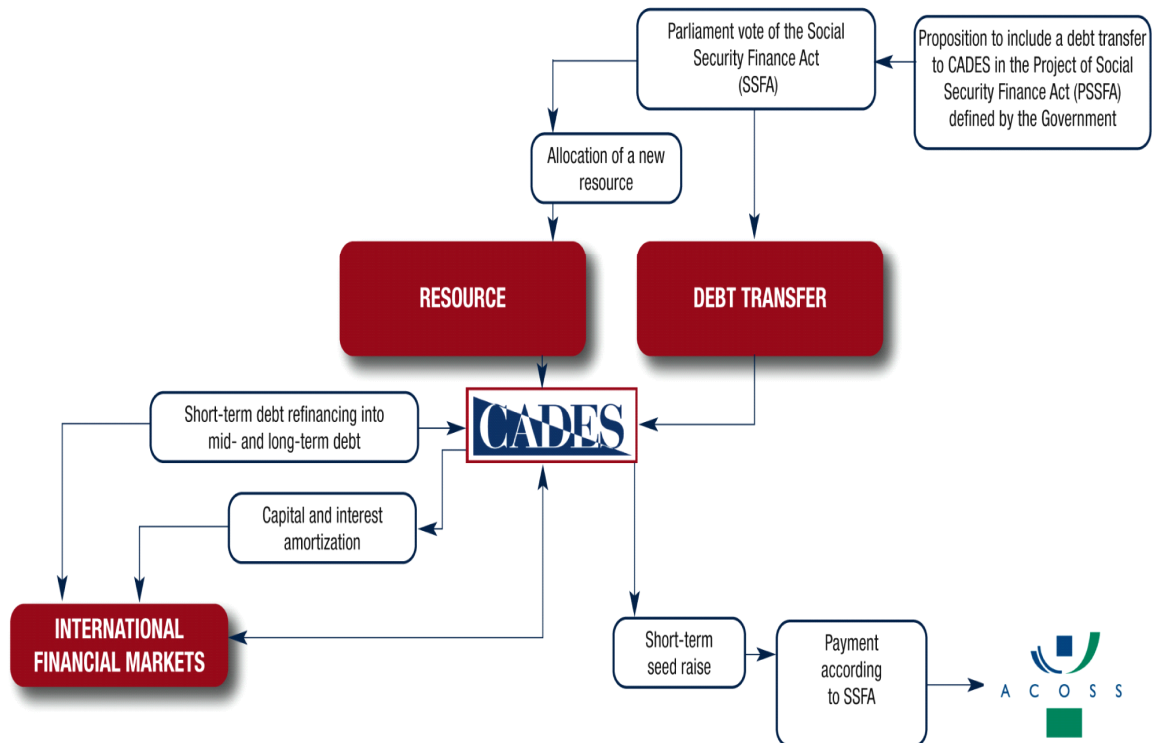 Parliament vote of the Social
Security Finance Act
(SSFA)
Proposition to include a debt transfer
to CADES in the Project of Social
Security Finance Act (PSSFA)
defined by the Government
Allocation of a new
resource
RESOURCE
DEBT TRANSFER
Short-term debt refinancing into
mid- and long-term debt
CADES
Capital and interest
amortization
INTERNATIONAL
FINANCIAL MARKETS
Short-term
seed raise
Payment
according
to SSFA
ACOSS